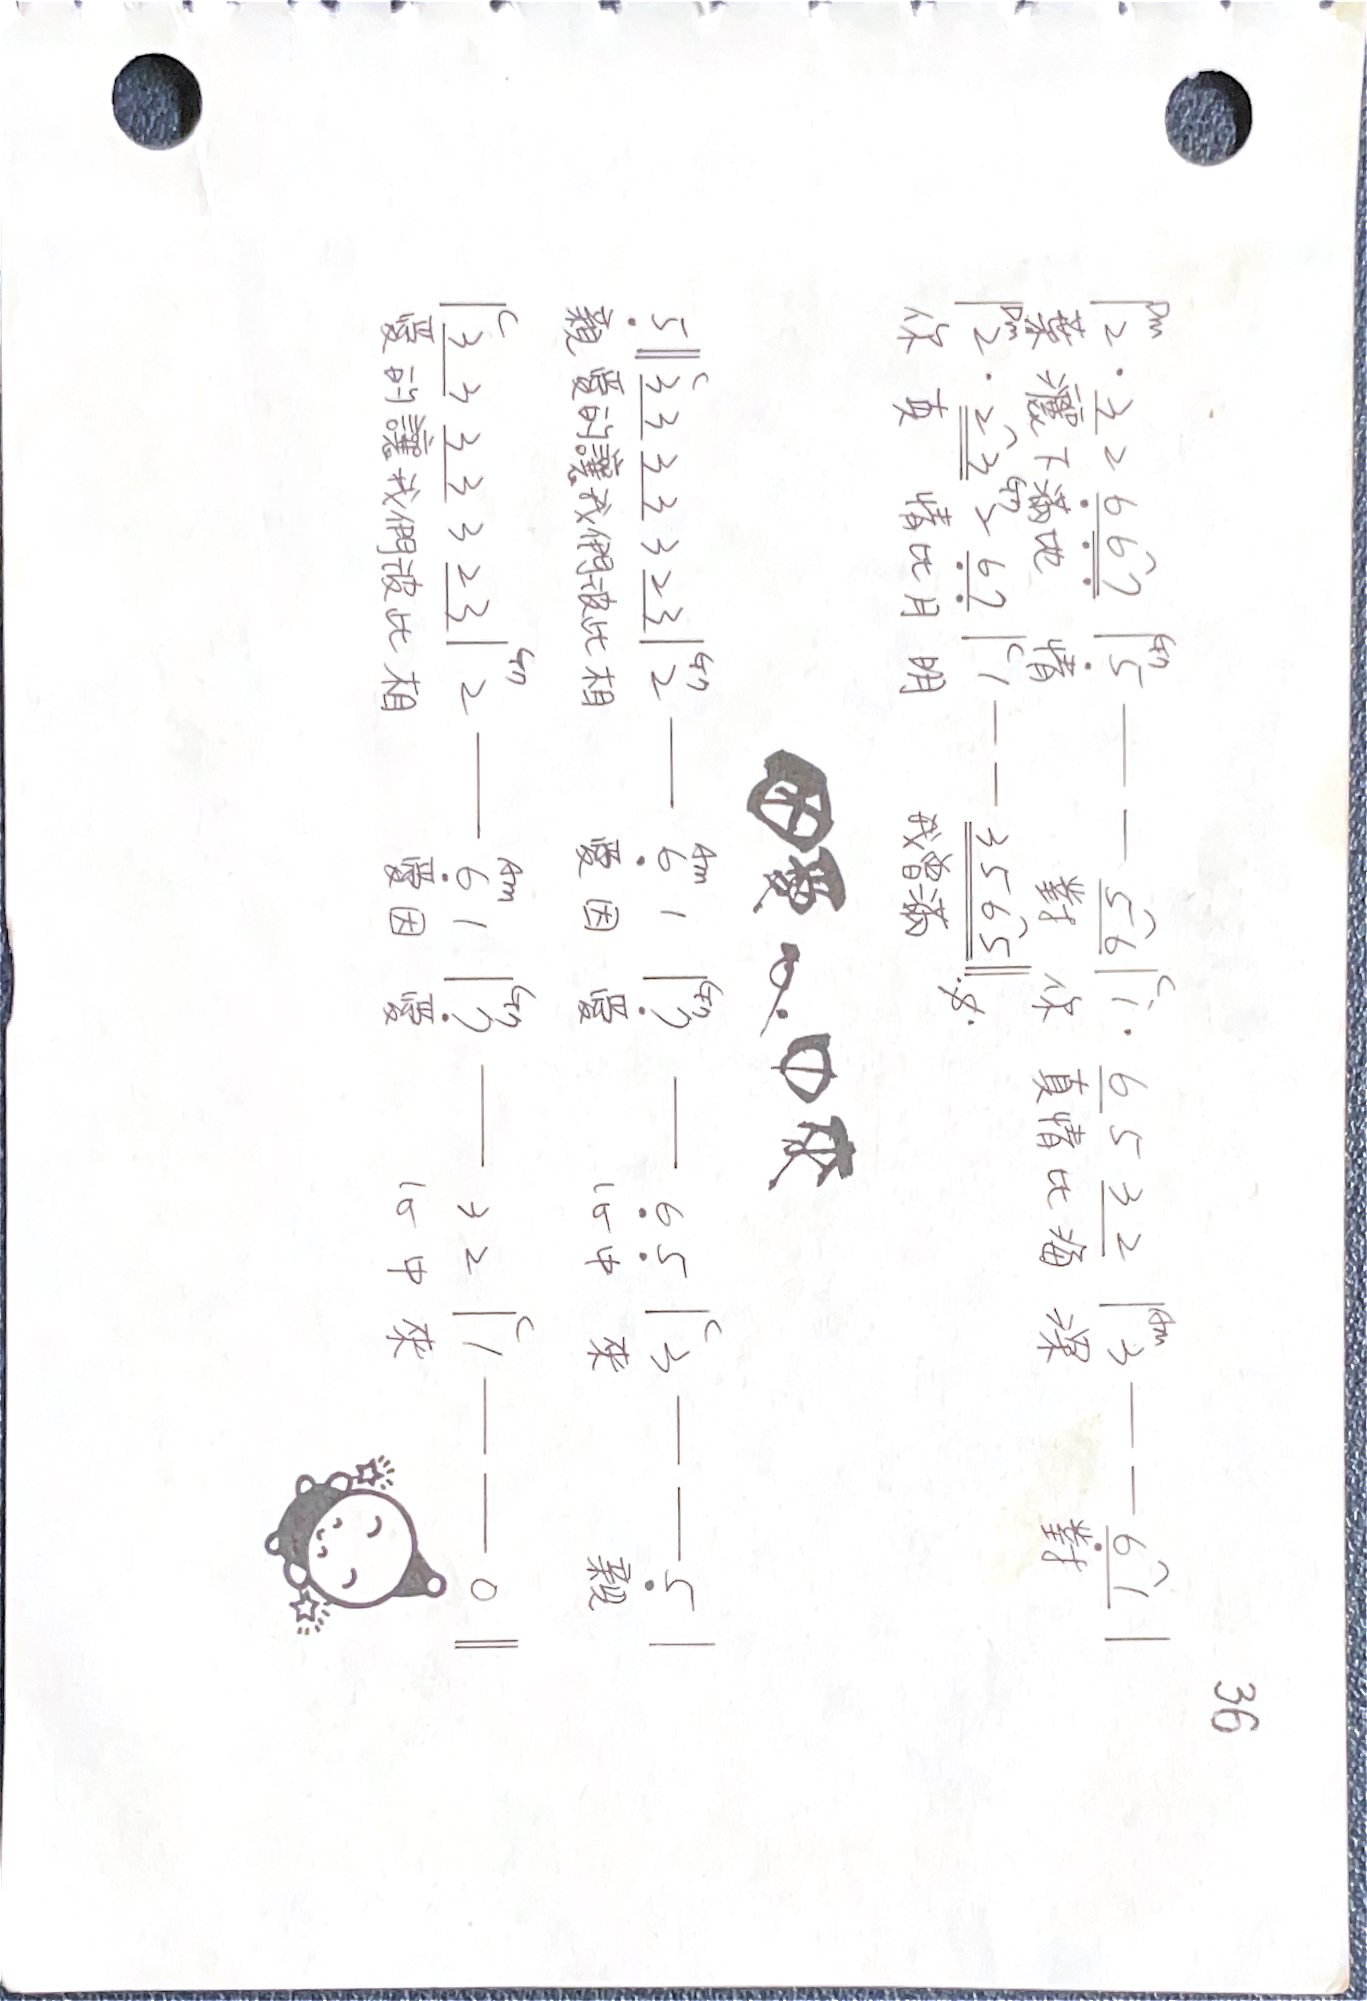 36
Dm G7 C Am
|2·3 2 6 6 7|5 — — 5 6|i· 6 5 3 2|3 — — 6 1|
葉灑下滿地情對你真情比海深對
Dm G7 C
|2·2 3 2 6 7|1 — — 3 5 6 5‖
你真情比月明我曾滿
因愛心中來
C G7 Am G7 C
5‖3 3 3 3 3 2 3|2 — 6 1|7 — 6 5|3 — — 5|
親愛的讓我們彼此相愛因愛心中來親
C G7 Am G7 C
|3 3 3 3 3 2 3|2 — 6 1|7 — 3 2|1 — — 0‖
愛的讓我們彼此相愛因愛心中來